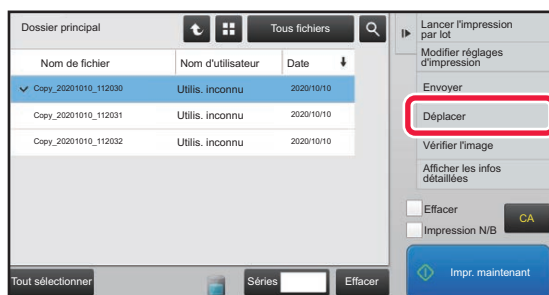 Dossier principal
Tous fichiers
Nom de fichier
Nom d'utilisateur
Date
Copy_20201010_112030
Utilis. inconnu
2020/10/10
Copy_20201010_112031
Utilis. inconnu
2020/10/10
Copy_20201010_112032
Utilis. inconnu
2020/10/10
Tout sélectionner
Séries
Effacer
Lancer l'impression
par lot
Modifier réglages
d'impression
Envoyer
Déplacer
Vérifier l'image
Afficher les infos
détaillées
Effacer
Impression N/B
CA
Impr. maintenant